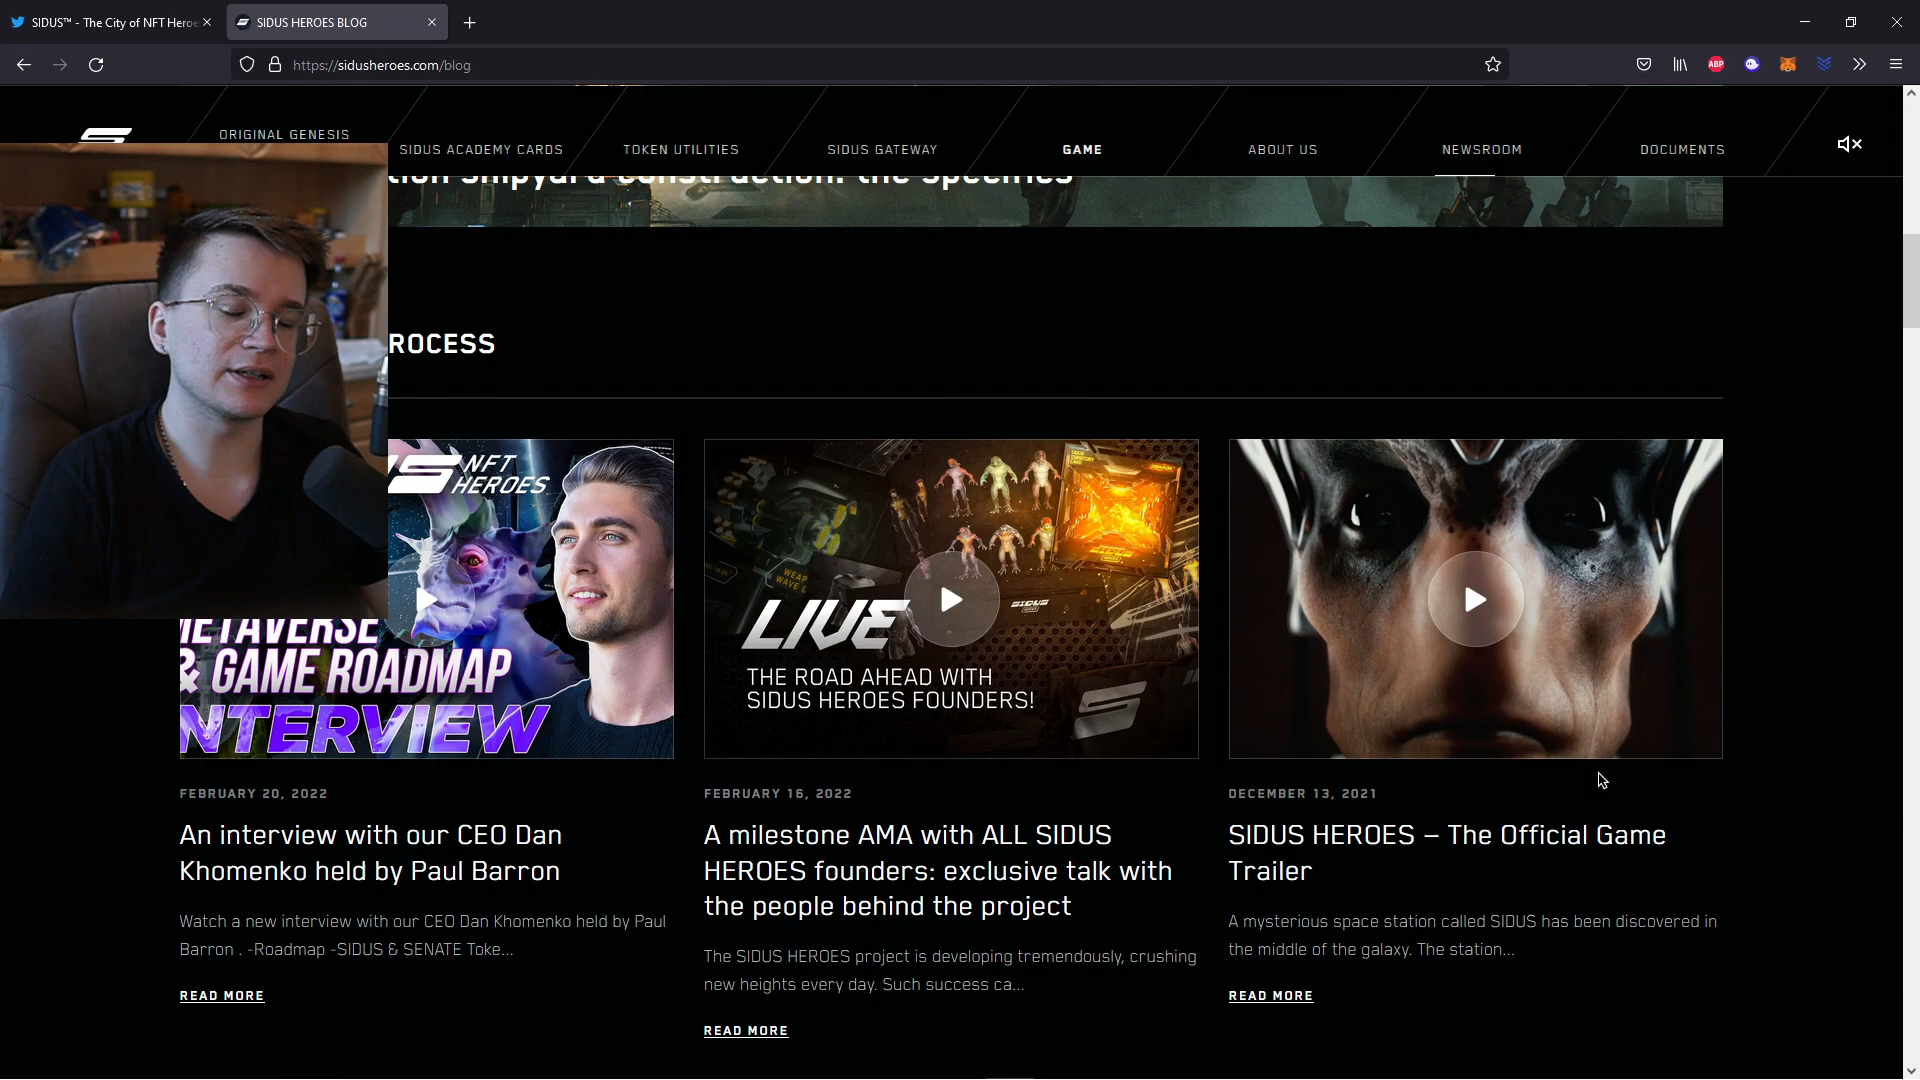 SIDUS™ - The City of NFT Heroe
SIDUS HEROES BLOG
https://sidusheroes.com/blog
ABP
ORIGINAL GENESIS
SIDUS ACADEMY CARDS
TOKEN UTILITIES
SIDUS GATEWAY
GAME
ABOUT US
NEWSROOM
DOCUMENTS
tion shipyard construction: the specifics
ROCESS
US NFT
HEROES
METAVERSE
& GAME ROADMAP
INTERVIEW
LIVE
THE ROAD AHEAD WITH
SIDUS HEROES FOUNDERS!
FEBRUARY 20, 2022
An interview with our CEO Dan
Khomenko held by Paul Barron
Watch a new interview with our CEO Dan Khomenko held by Paul
Barron . -Roadmap -SIDUS & SENATE Toke...
READ MORE
FEBRUARY 16, 2022
A milestone AMA with ALL SIDUS
HEROES founders: exclusive talk with
the people behind the project
The SIDUS HEROES project is developing tremendously, crushing
new heights every day. Such success ca...
READ MORE
DECEMBER 13, 2021
SIDUS HEROES – The Official Game
Trailer
A mysterious space station called SIDUS has been discovered in
the middle of the galaxy. The station...
READ MORE